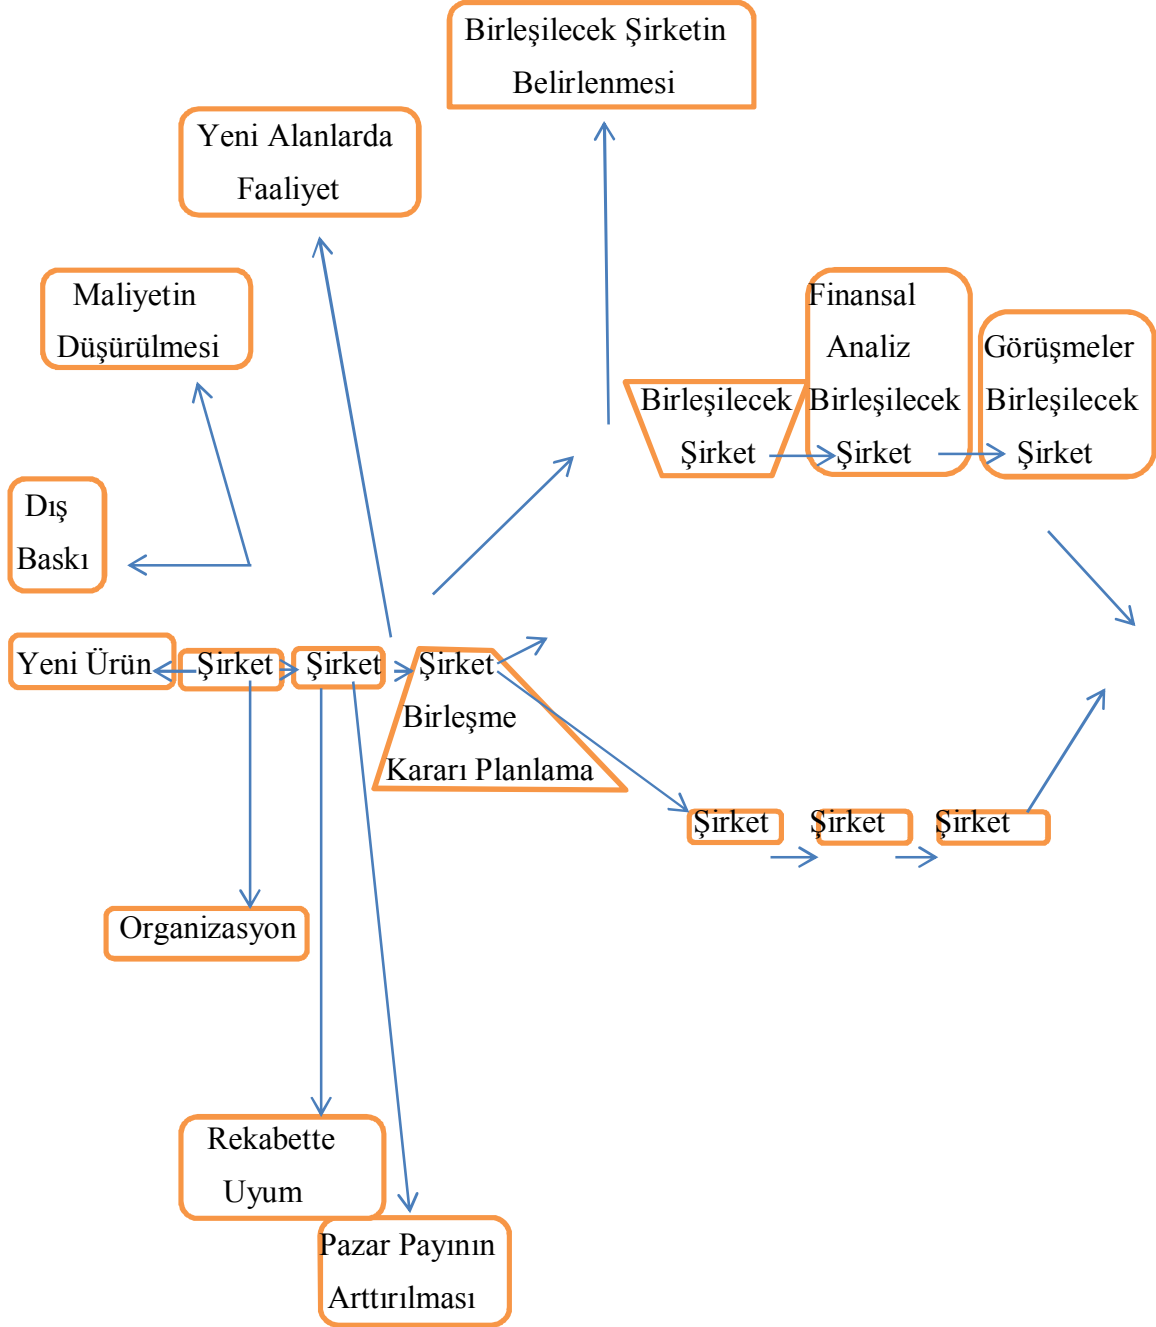 Birleşilecek Şirketin
Belirlenmesi
Yeni Alanlarda
Faaliyet
Maliyetin
Düşürülmesi
Finansal
Analiz
Birleşilecek
Şirket
Görüşmeler
Birleşilecek
Şirket
Birleşilecek
Şirket
Dış
Baskı
Yeni Ürün
Şirket
Şirket
Şirket
Birleşme
Kararı Planlama
Şirket
Şirket
Şirket
Organizasyon
Rekabette
Uyum
Pazar Payının
Arttırılması